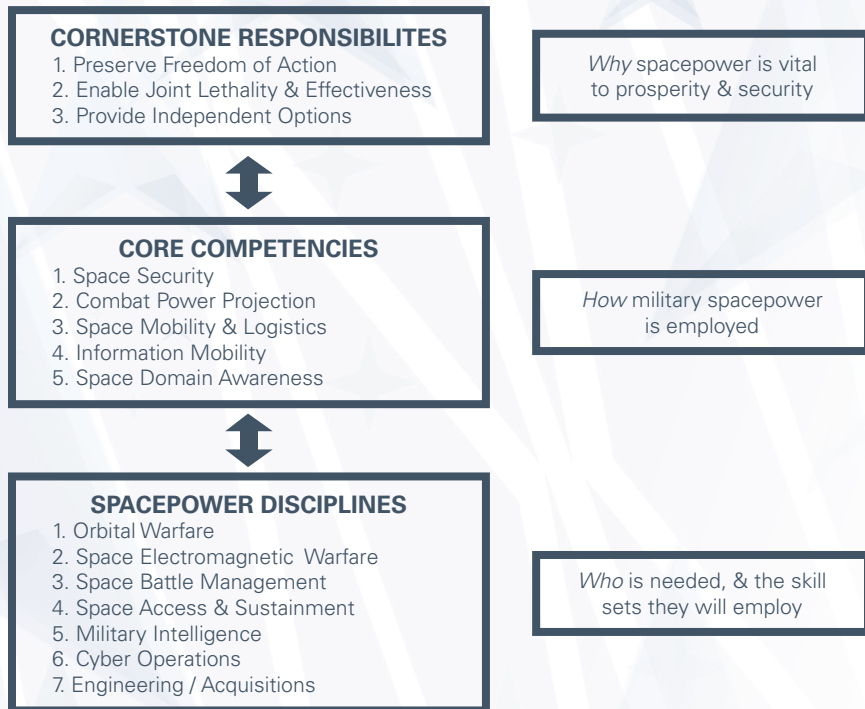 CORNERSTONE RESPONSIBILITES
1. Preserve Freedom of Action
2. Enable Joint Lethality & Effectiveness
3. Provide Independent Options
Why spacepower is vital
to prosperity & security
CORE COMPETENCIES
1. Space Security
2. Combat Power Projection
3. Space Mobility & Logistics
4. Information Mobility
5. Space Domain Awareness
How military spacepower
is employed
SPACEPOWER DISCIPLINES
1. Orbital Warfare
2. Space Electromagnetic Warfare
3. Space Battle Management
4. Space Access & Sustainment
5. Military Intelligence
6. Cyber Operations
7. Engineering / Acquisitions
Who is needed, & the skill
sets they will employ